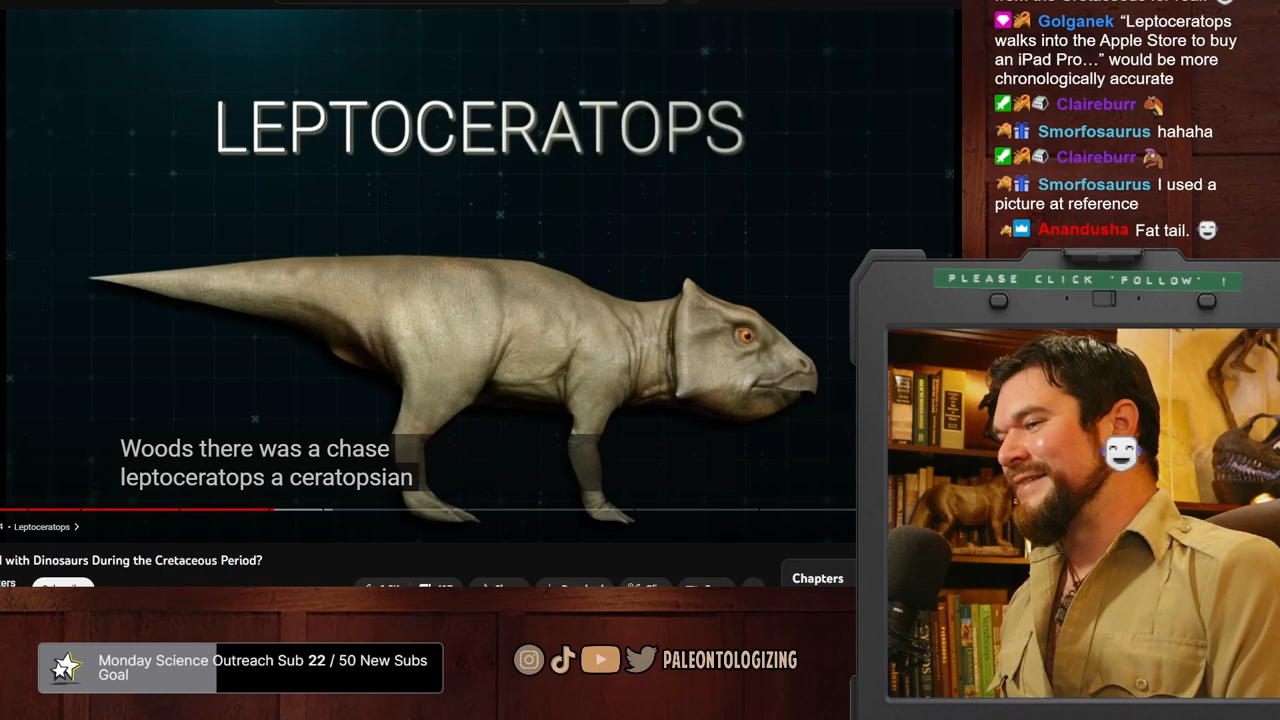 LEPTOCERATOPS
Woods there was a chase
leptoceratops a ceratopsian
4 • Leptoceratops >
with Dinosaurs During the Cretaceous Period?
Chapters
Golganek “Leptoceratops
walks into the Apple Store to buy
an iPad Pro…” would be more
chronologically accurate
Claireburr
Smorfosaurus hahaha
Claireburr
Smorfosaurus I used a
picture at reference
Anandusha Fat tail.
PLEASE CLICK 'FOLLOW' !
Monday Science Outreach Sub 22 / 50 New Subs
Goal
PALEONTOLOGIZING